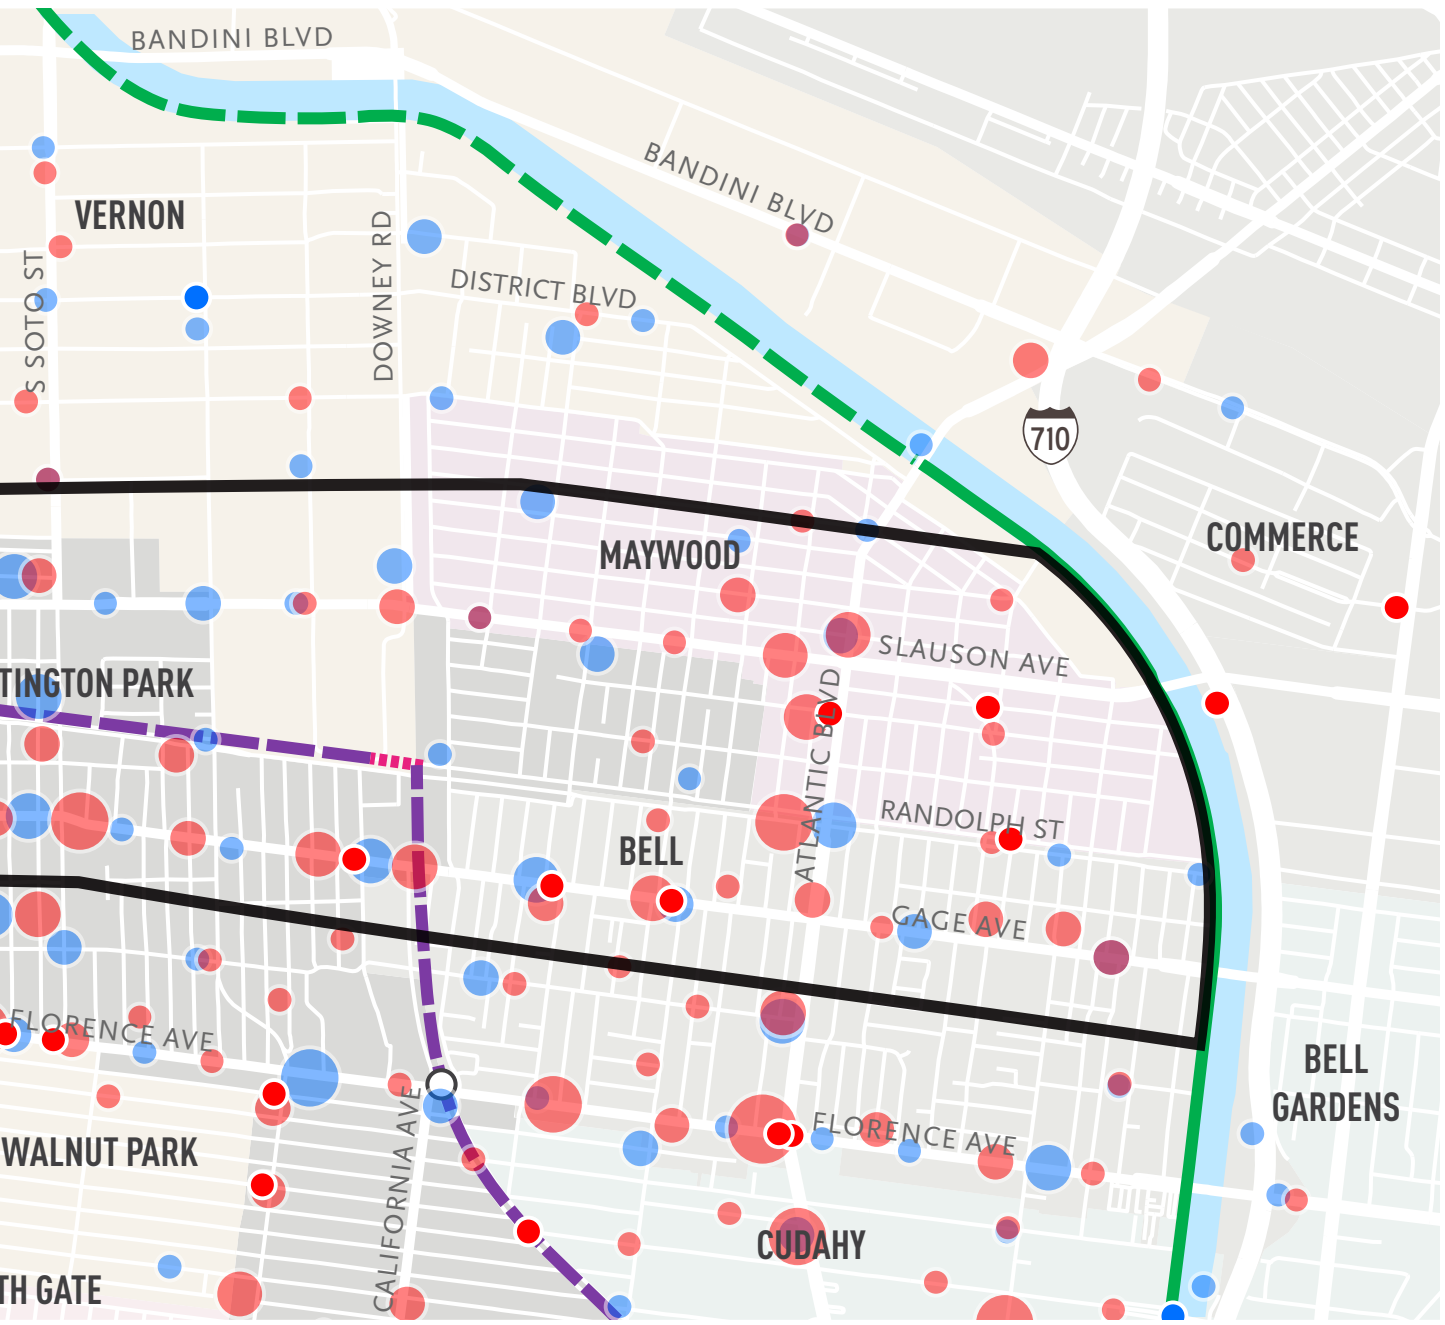 BANDINI BLVD
BANDINI BLVD
VERNON
S SOTO ST
DOWNEY RD
DISTRICT BLVD
710
COMMERCE
MAYWOOD
SLAUSON AVE
TINGTON PARK
ATLANTIC BLVD
RANDOLPH ST
BELL
GAGE AVE
FLORENCE AVE
BELL
GARDENS
FLORENCE AVE
WALNUT PARK
CALIFORNIA AVE
CUDAHY
TH GATE